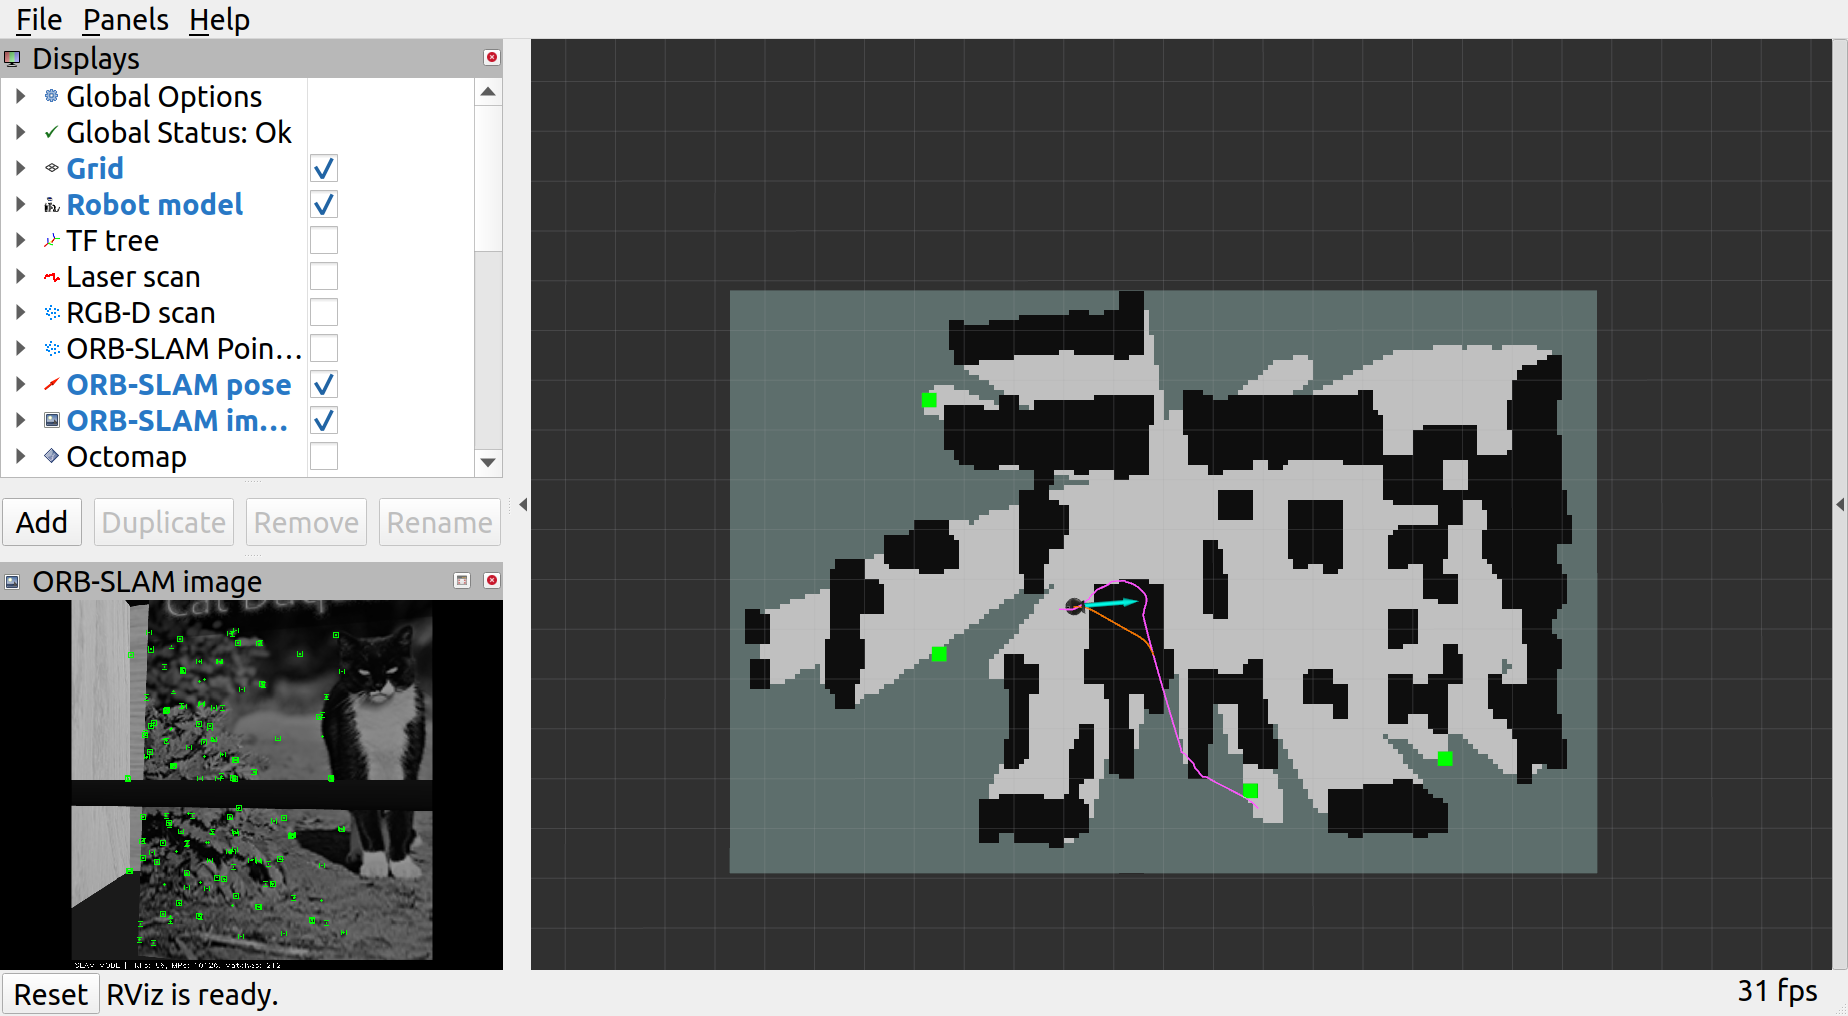 File Panels Help
Displays
Global Options
Global Status: Ok
Grid
Robot model
TF tree
Laser scan
RGB-D scan
ORB-SLAM Poin...
ORB-SLAM pose
ORB-SLAM im...
Octomap
Add Duplicate Remove Rename
ORB-SLAM image
Reset RViz is ready.
31 fps